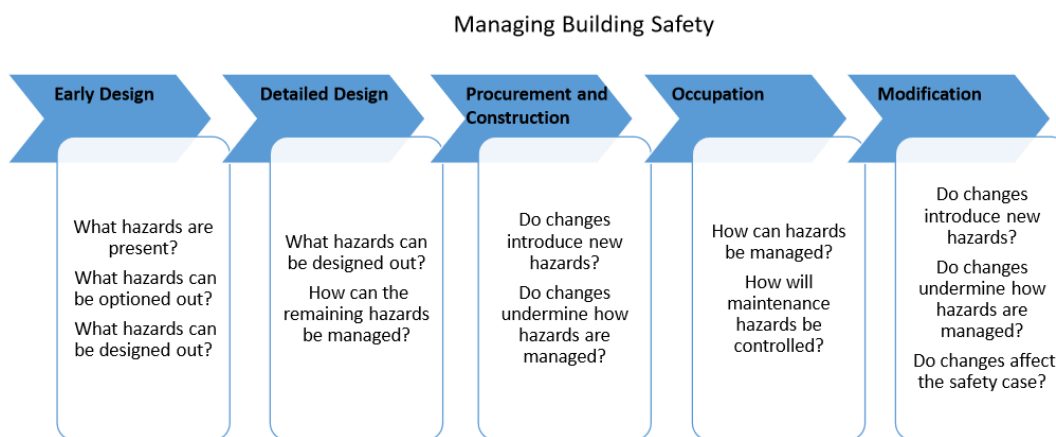 Managing Building Safety
Early Design
What hazards are
present?
What hazards can
be optioned out?
What hazards can
be designed out?
Detailed Design
What hazards can
be designed out?
How can the
remaining hazards
be managed?
Procurement and
Construction
Do changes
introduce new
hazards?
Do changes
undermine how
hazards are
managed?
Occupation
How can hazards
be managed?
How will
maintenance
hazards be
controlled?
Modification
Do changes
introduce new
hazards?
Do changes
undermine how
hazards are
managed?
Do changes affect
the safety case?